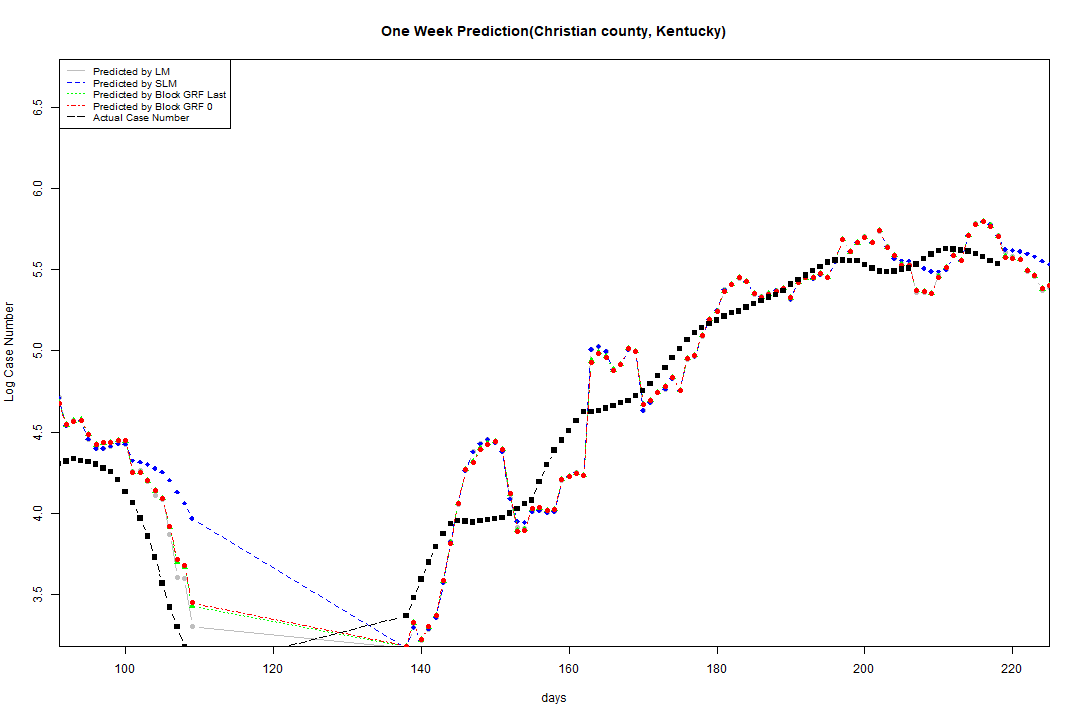 One Week Prediction(Christian county, Kentucky)
Predicted by LM
Predicted by SLM
Predicted by Block GRF Last
Predicted by Block GRF 0
Actual Case Number
6.5
6.0
5.5
5.0
4.5
4.0
3.5
Log Case Number
100 120 140 160 180 200 220
days